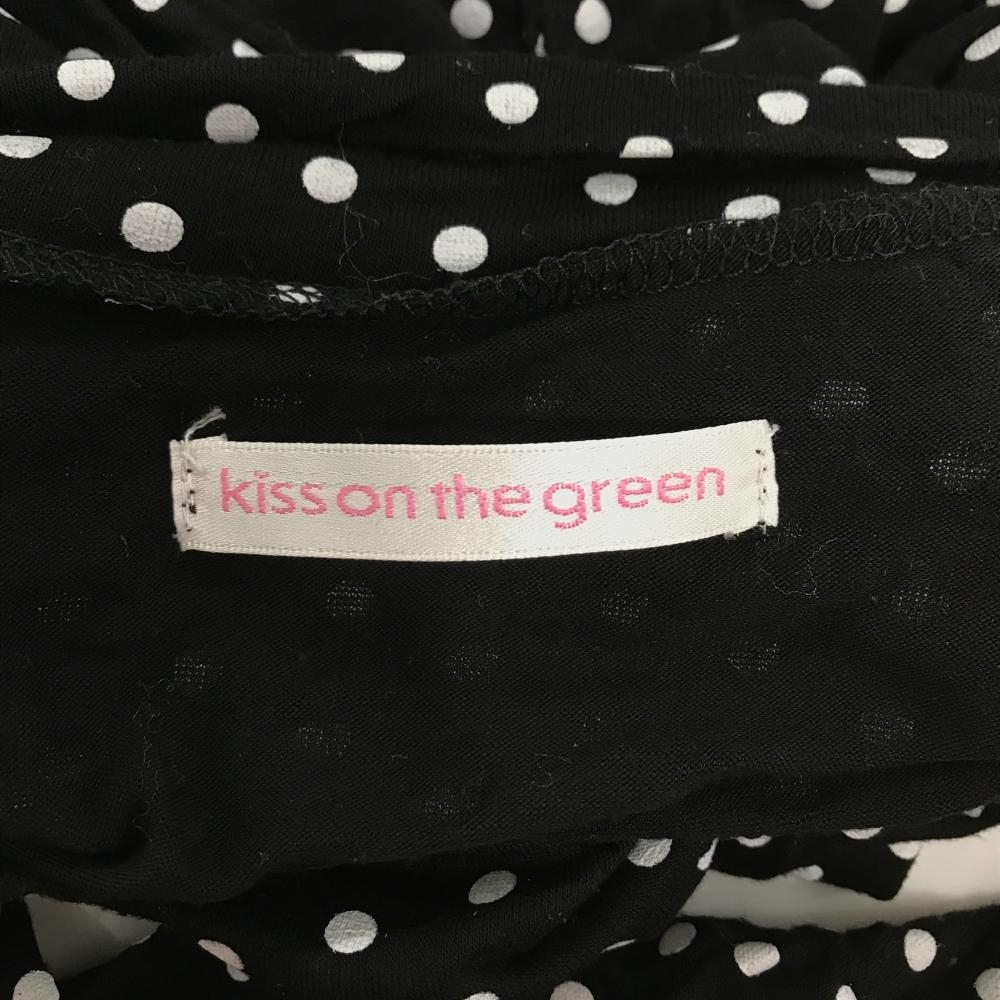 kiss on the green